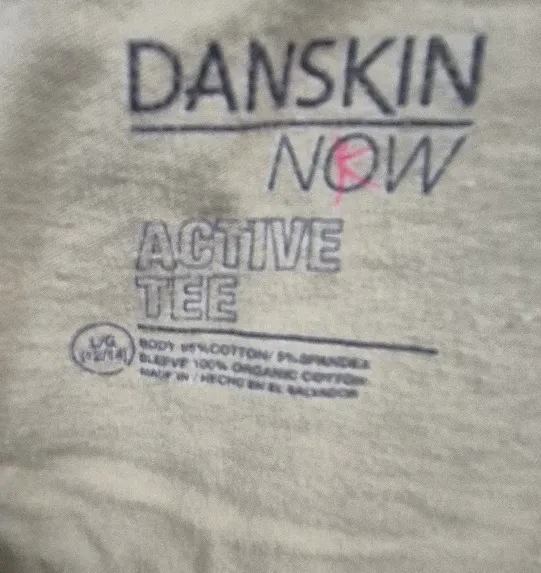 DANSKIN
NOW
K
ACTIVE
TEE
L/G
(12/14)
BODY 95%COTTON/ 5% SPANDEX
SLEEVE 100% ORGANIC COTTON
MADE IN / HECHO EN EL SALVADOR